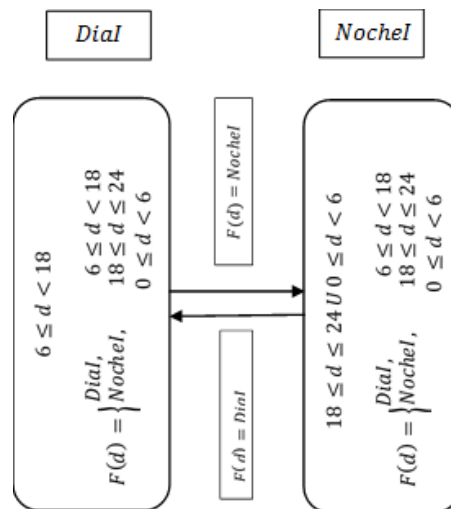 DiaI
NocheI
6 ≤ d < 18
F(d) = { DiaI, 6 ≤ d < 18
NocheI, 18 ≤ d ≤ 24
0 ≤ d < 6
F(d) = NocheI
F(d) = DiaI
18 ≤ d ≤ 24 U 0 ≤ d < 6
F(d) = { DiaI, 6 ≤ d < 18
NocheI, 18 ≤ d ≤ 24
0 ≤ d < 6